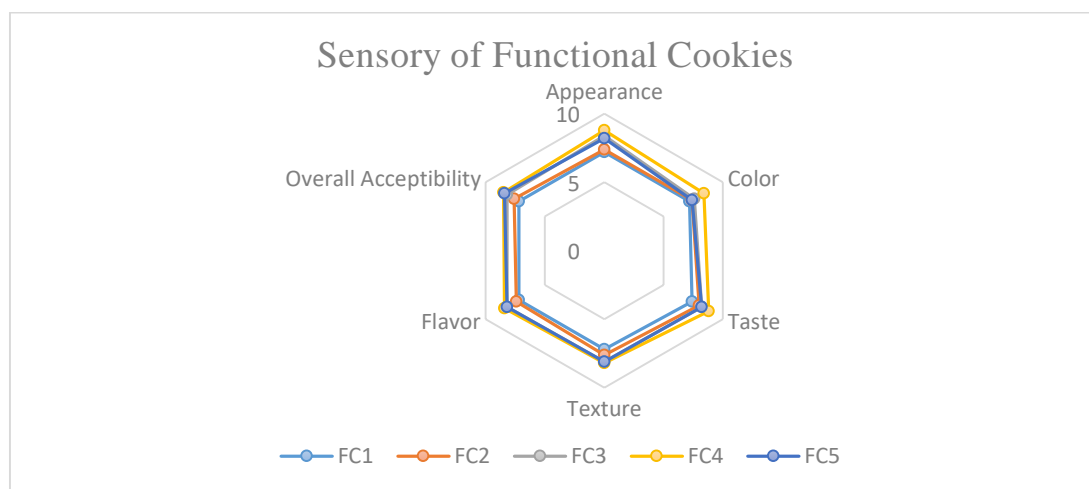 Sensory of Functional Cookies
Appearance
10
Overall Acceptibility
Color
5
0
Flavor
Taste
Texture
FC1 FC2 FC3 FC4 FC5